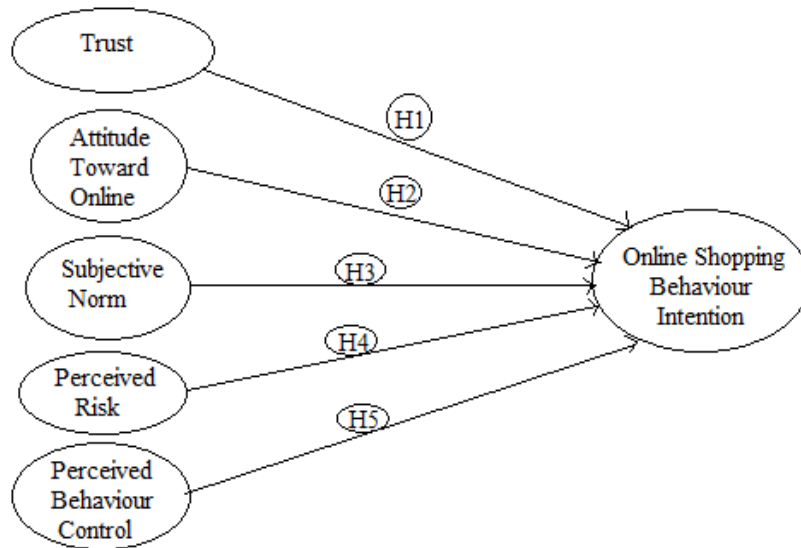 Trust
H1
Attitude
Toward
Online
H2
Subjective
Norm
H3
Online Shopping
Behaviour
Intention
H4
Perceived
Risk
H5
Perceived
Behaviour
Control